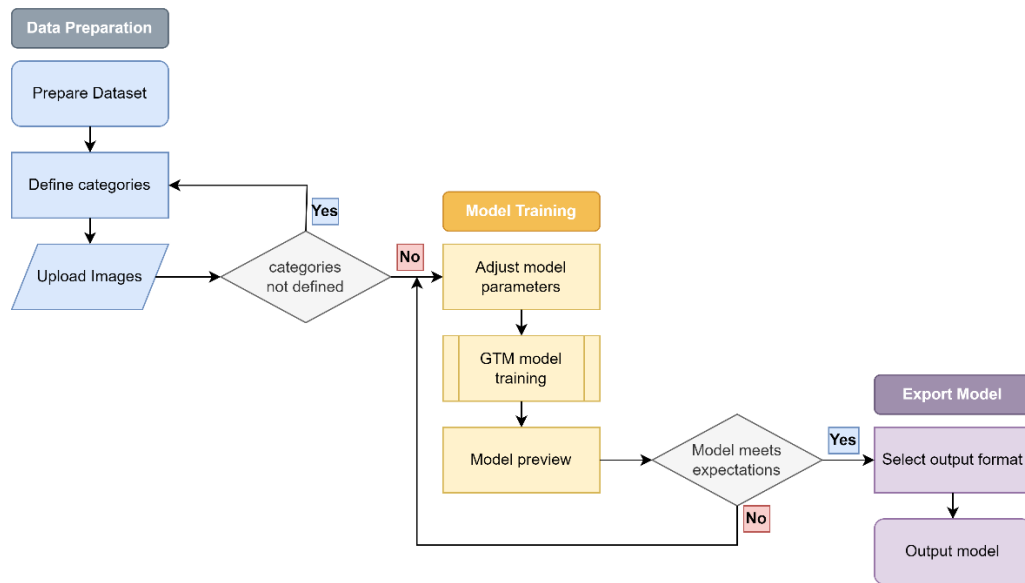 Data Preparation
Prepare Dataset
Define categories
Upload Images
Yes
categories
not defined
No
Model Training
Adjust model
parameters
GTM model
training
Model preview
Model meets
expectations
Yes
No
Export Model
Select output format
Output model